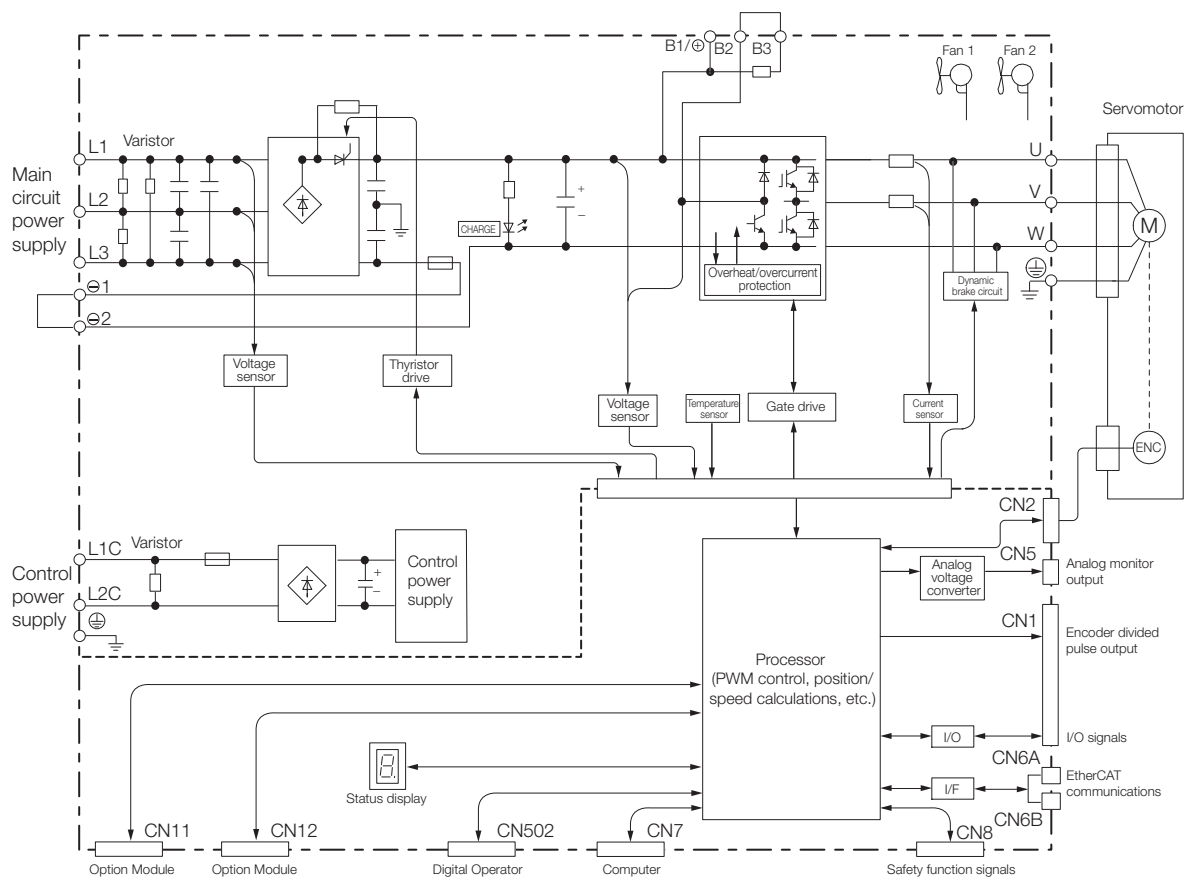 B1/⊕ B2 B3
Fan 1 Fan 2
Servomotor
Main
circuit
power
supply
L1
Varistor
L2
L3
⊖1
⊖2
CHARGE
+
−
Overheat/overcurrent
protection
U
V
W
M
Dynamic
brake circuit
Voltage
sensor
Thyristor
drive
Voltage
sensor
Temperature
sensor
Gate drive
Current
sensor
ENC
Control
power
supply
L1C
Varistor
L2C
+
−
Control
power
supply
Processor
(PWM control, position/
speed calculations, etc.)
CN2
CN5
Analog
voltage
converter
Analog monitor
output
CN1
Encoder divided
pulse output
I/O
I/O signals
CN6A
I/F
EtherCAT
communications
CN6B
8.
Status display
CN11
Option Module
CN12
Option Module
CN502
Digital Operator
CN7
Computer
CN8
Safety function signals